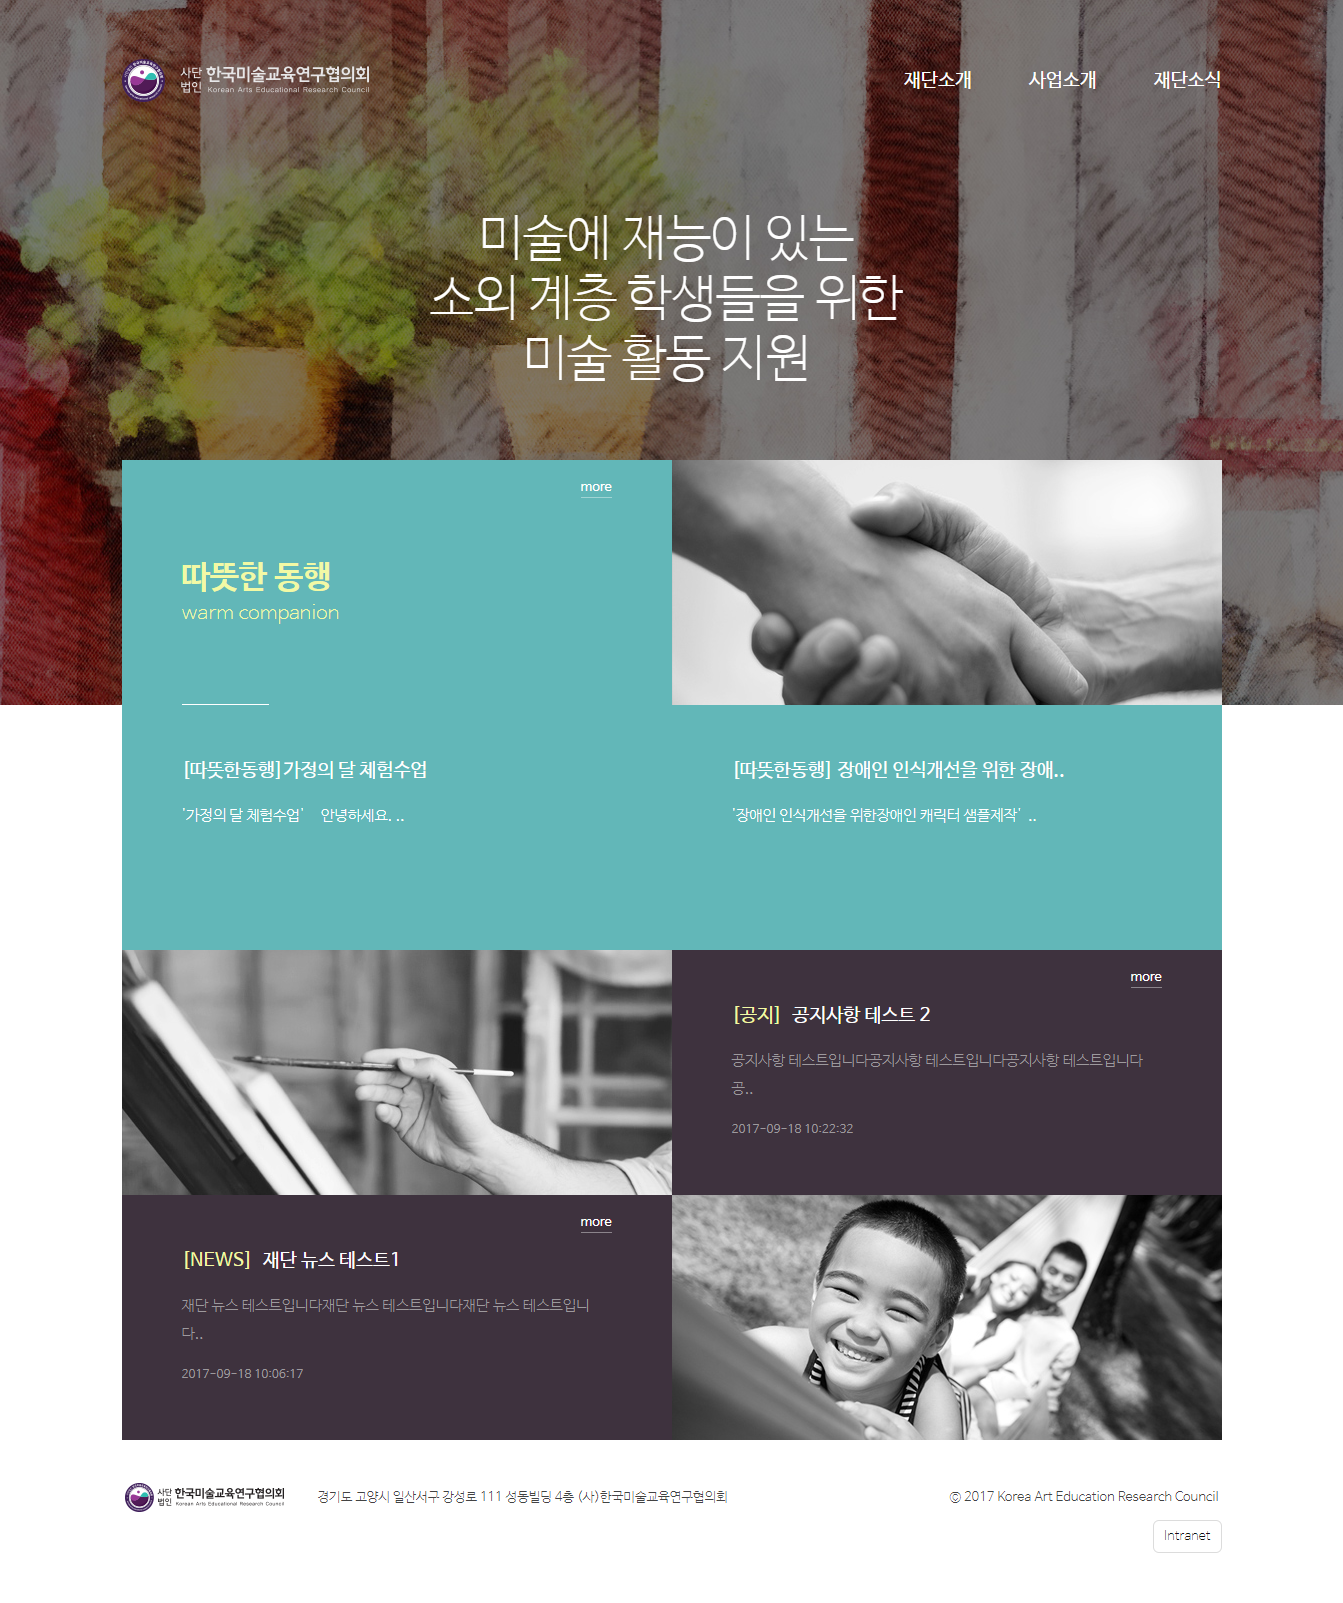 사단 법인 한국미술교육연구협의회
Korean Arts Educational Research Council
재단소개 사업소개 재단소식
미술에 재능이 있는
소외 계층 학생들을 위한
미술 활동 지원
more
따뜻한 동행
warm companion
[따뜻한동행]가정의 달 체험수업
'가정의 달 체험수업' 안녕하세요. ..
[따뜻한동행] 장애인 인식개선을 위한 장애..
'장애인 인식개선을 위한장애인 캐릭터 샘플제작' ..
more
[공지] 공지사항 테스트 2
공지사항 테스트입니다공지사항 테스트입니다공지사항 테스트입니다
공..
2017-09-18 10:22:32
more
[NEWS] 재단 뉴스 테스트1
재단 뉴스 테스트입니다재단 뉴스 테스트입니다재단 뉴스 테스트입니
다..
2017-09-18 10:06:17
사단 법인 한국미술교육연구협의회
Korean Arts Educational Research Council
경기도 고양시 일산서구 강성로 111 성동빌딩 4층 (사)한국미술교육연구협의회
© 2017 Korea Art Education Research Council
Intranet